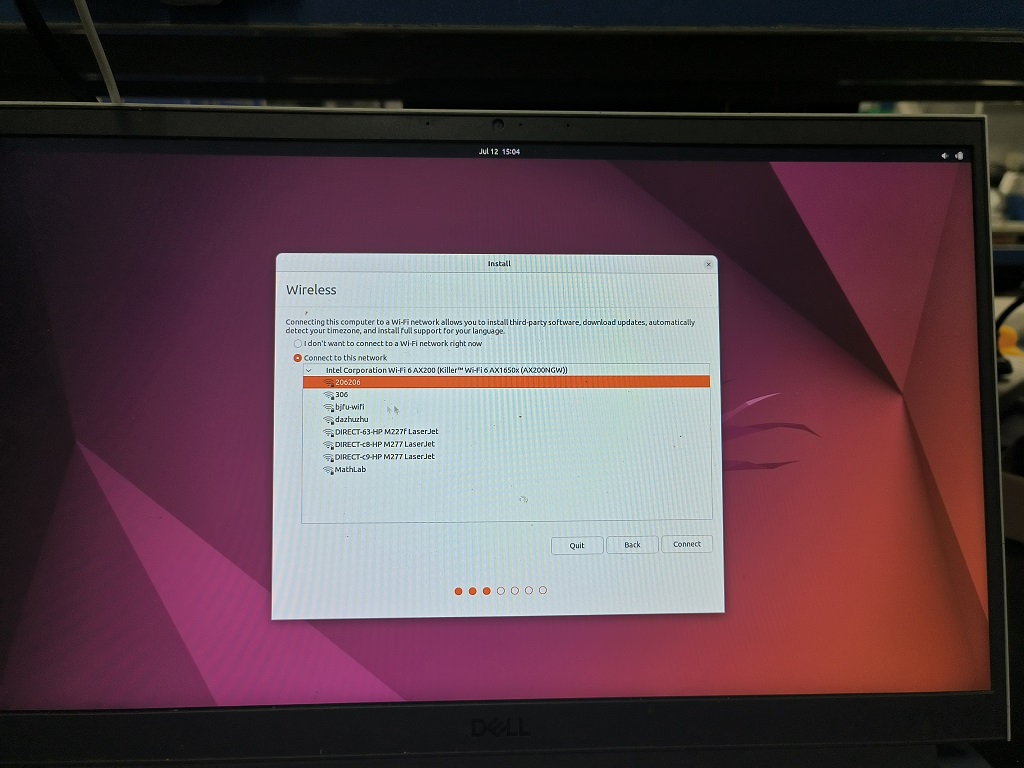 Jul 12 15:04
Install
Wireless
Connecting this computer to a Wi-Fi network allows you to install third-party software, download updates, automatically
detect your timezone, and install full support for your language.
I don't want to connect to a Wi-Fi network right now
Connect to this network
Intel Corporation Wi-Fi 6 AX200 (Killer™ Wi-Fi 6 AX1650x (AX200NGW))
206206
306
bjfu-wifi
dazhuzhu
DIRECT-63-HP M227f LaserJet
DIRECT-c8-HP M277 LaserJet
DIRECT-c9-HP M277 LaserJet
MathLab
Quit Back Connect
DELL